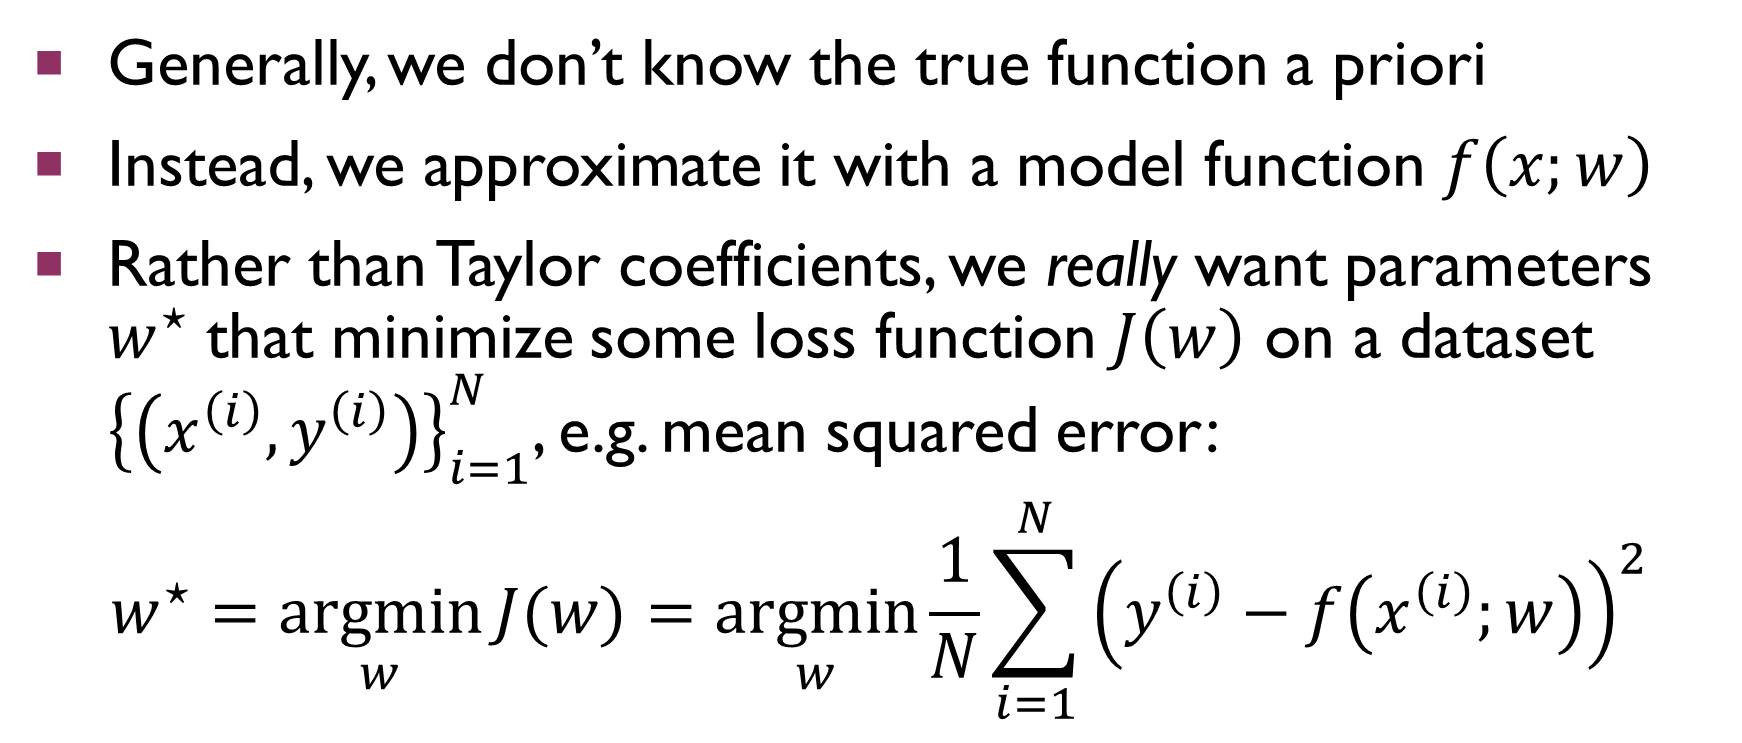 ▪ Generally, we don't know the true function a priori
▪ Instead, we approximate it with a model function f(x; w)
▪ Rather than Taylor coefficients, we really want parameters
w⋆ that minimize some loss function J(w) on a dataset
{(x^(i), y^(i))}_{i=1}^N, e.g. mean squared error:
w⋆ = argmin_w J(w) = argmin_w 1/N ∑_{i=1}^N (y^(i) − f(x^(i); w))^2